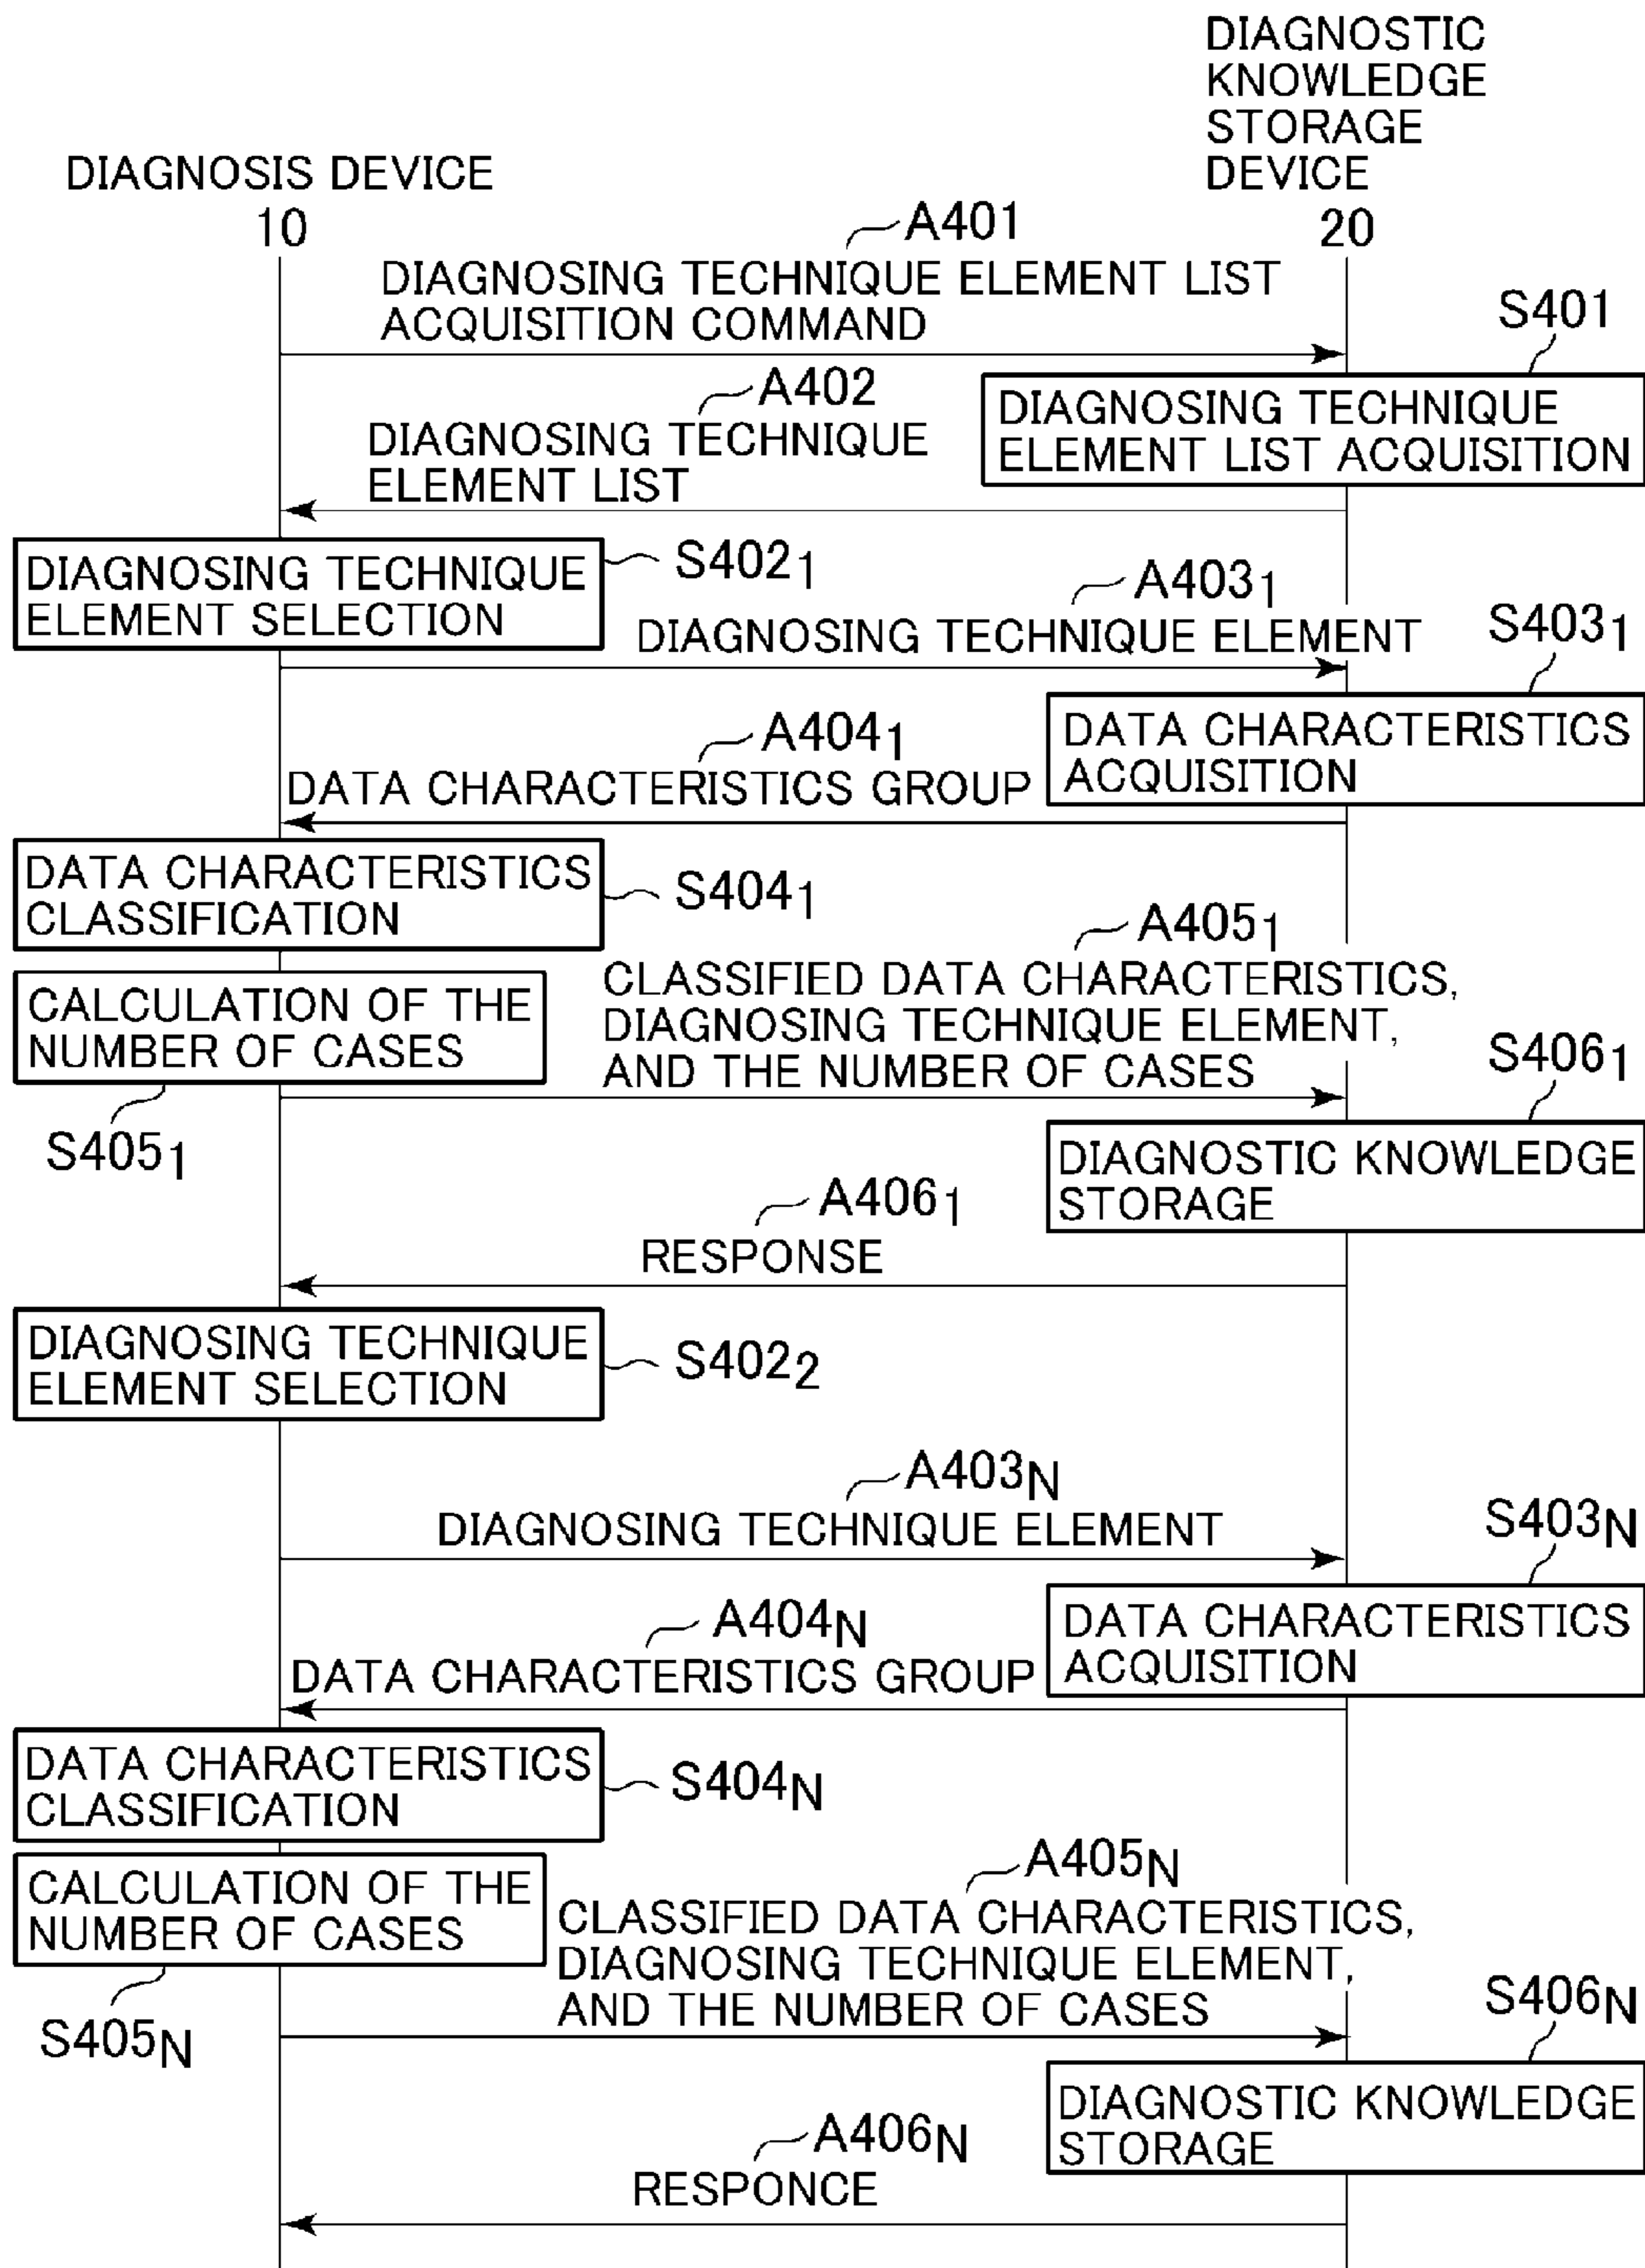 DIAGNOSTIC
KNOWLEDGE
STORAGE
DEVICE
20
DIAGNOSIS DEVICE
10
A401
DIAGNOSING TECHNIQUE ELEMENT LIST
ACQUISITION COMMAND
S401
DIAGNOSING TECHNIQUE
ELEMENT LIST ACQUISITION
A402
DIAGNOSING TECHNIQUE
ELEMENT LIST
DIAGNOSING TECHNIQUE
ELEMENT SELECTION
S4021
A4031
DIAGNOSING TECHNIQUE ELEMENT
S4031
DATA CHARACTERISTICS
ACQUISITION
A4041
DATA CHARACTERISTICS GROUP
DATA CHARACTERISTICS
CLASSIFICATION
S4041
CALCULATION OF THE
NUMBER OF CASES
S4051
A4051
CLASSIFIED DATA CHARACTERISTICS,
DIAGNOSING TECHNIQUE ELEMENT,
AND THE NUMBER OF CASES
S4061
DIAGNOSTIC KNOWLEDGE
STORAGE
A4061
RESPONSE
DIAGNOSING TECHNIQUE
ELEMENT SELECTION
S4022
A403N
DIAGNOSING TECHNIQUE ELEMENT
S403N
DATA CHARACTERISTICS
ACQUISITION
A404N
DATA CHARACTERISTICS GROUP
DATA CHARACTERISTICS
CLASSIFICATION
S404N
CALCULATION OF THE
NUMBER OF CASES
S405N
A405N
CLASSIFIED DATA CHARACTERISTICS,
DIAGNOSING TECHNIQUE ELEMENT,
AND THE NUMBER OF CASES
S406N
DIAGNOSTIC KNOWLEDGE
STORAGE
A406N
RESPONCE